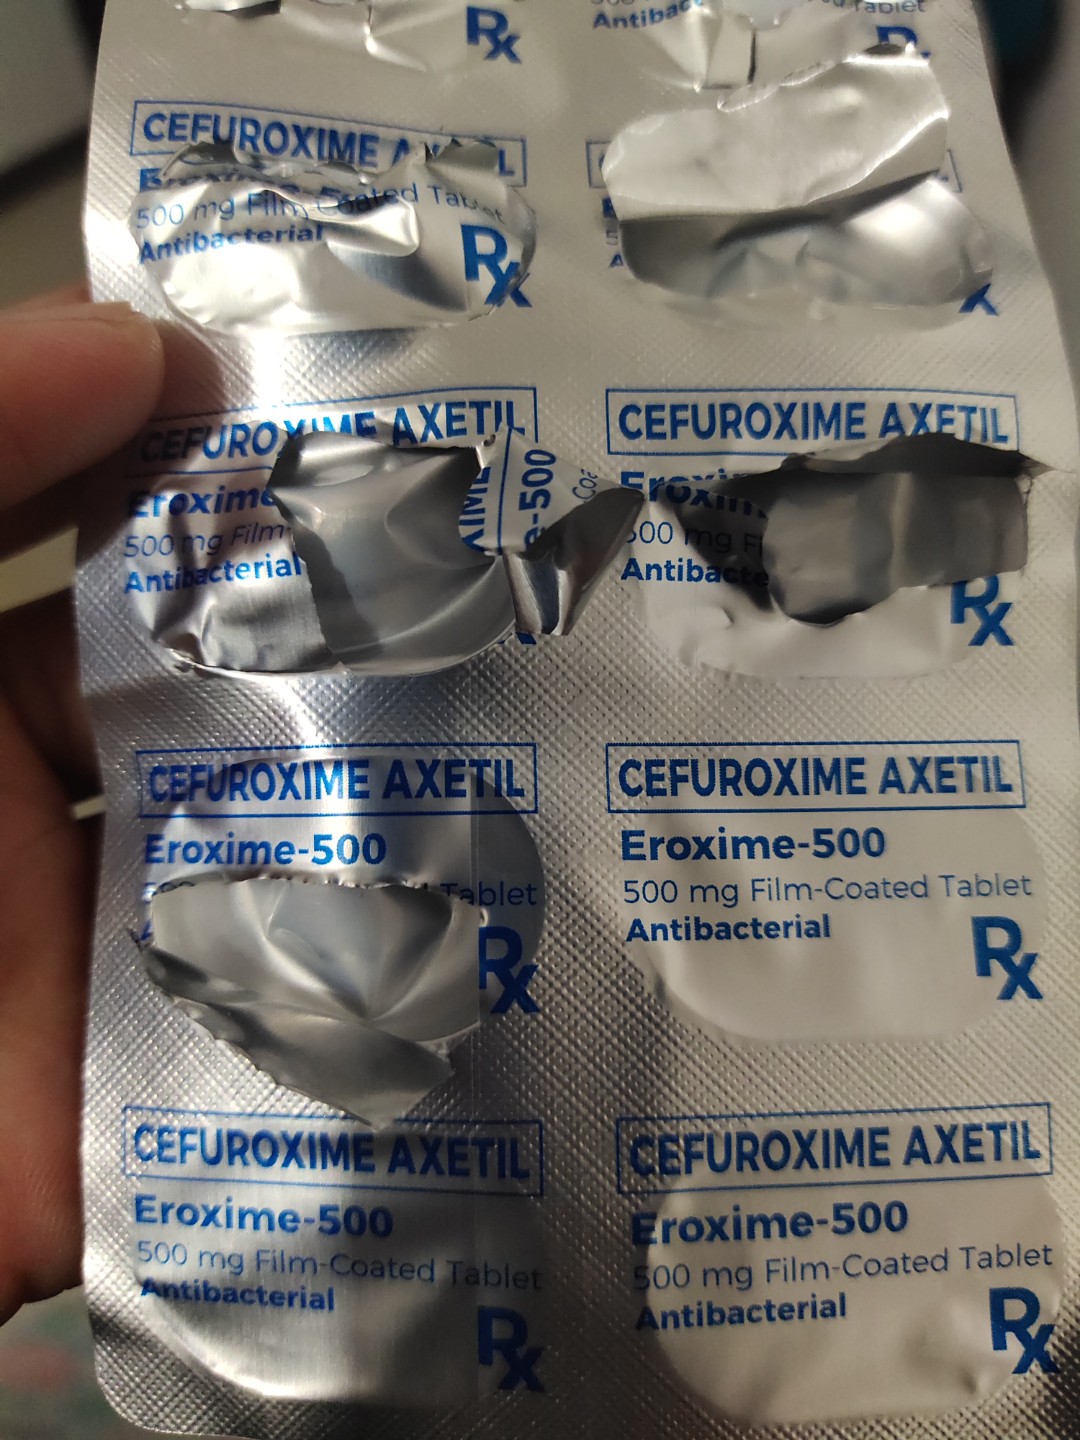 Rx
Antibac
Tablet
CEFUROXIME A
500 mg Film-Coated Tablet
Antibacterial
Rx
CEFUROXIME AXETIL
Eroxime
500 mg Film-
Antibacterial
e-500
CEFUROXIME AXETIL
Eroxim
Antibacte
Rx
CEFUROXIME AXETIL
Eroxime-500
Tablet
Rx
CEFUROXIME AXETIL
Eroxime-500
500 mg Film-Coated Tablet
Antibacterial
Rx
CEFUROXIME AXETIL
Eroxime-500
500 mg Film-Coated Tablet
Antibacterial
Rx
CEFUROXIME AXETIL
Eroxime-500
500 mg Film-Coated Tablet
Antibacterial
Rx